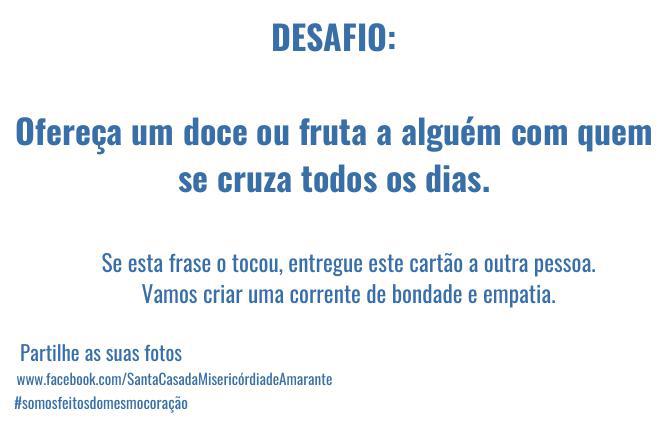 DESAFIO:
Ofereça um doce ou fruta a alguém com quem
se cruza todos os dias.
Se esta frase o tocou, entregue este cartão a outra pessoa.
Vamos criar uma corrente de bondade e empatia.
Partilhe as suas fotos
www.facebook.com/SantaCasadaMisericórdiadeAmarante
#somosfeitosdomesmocoração